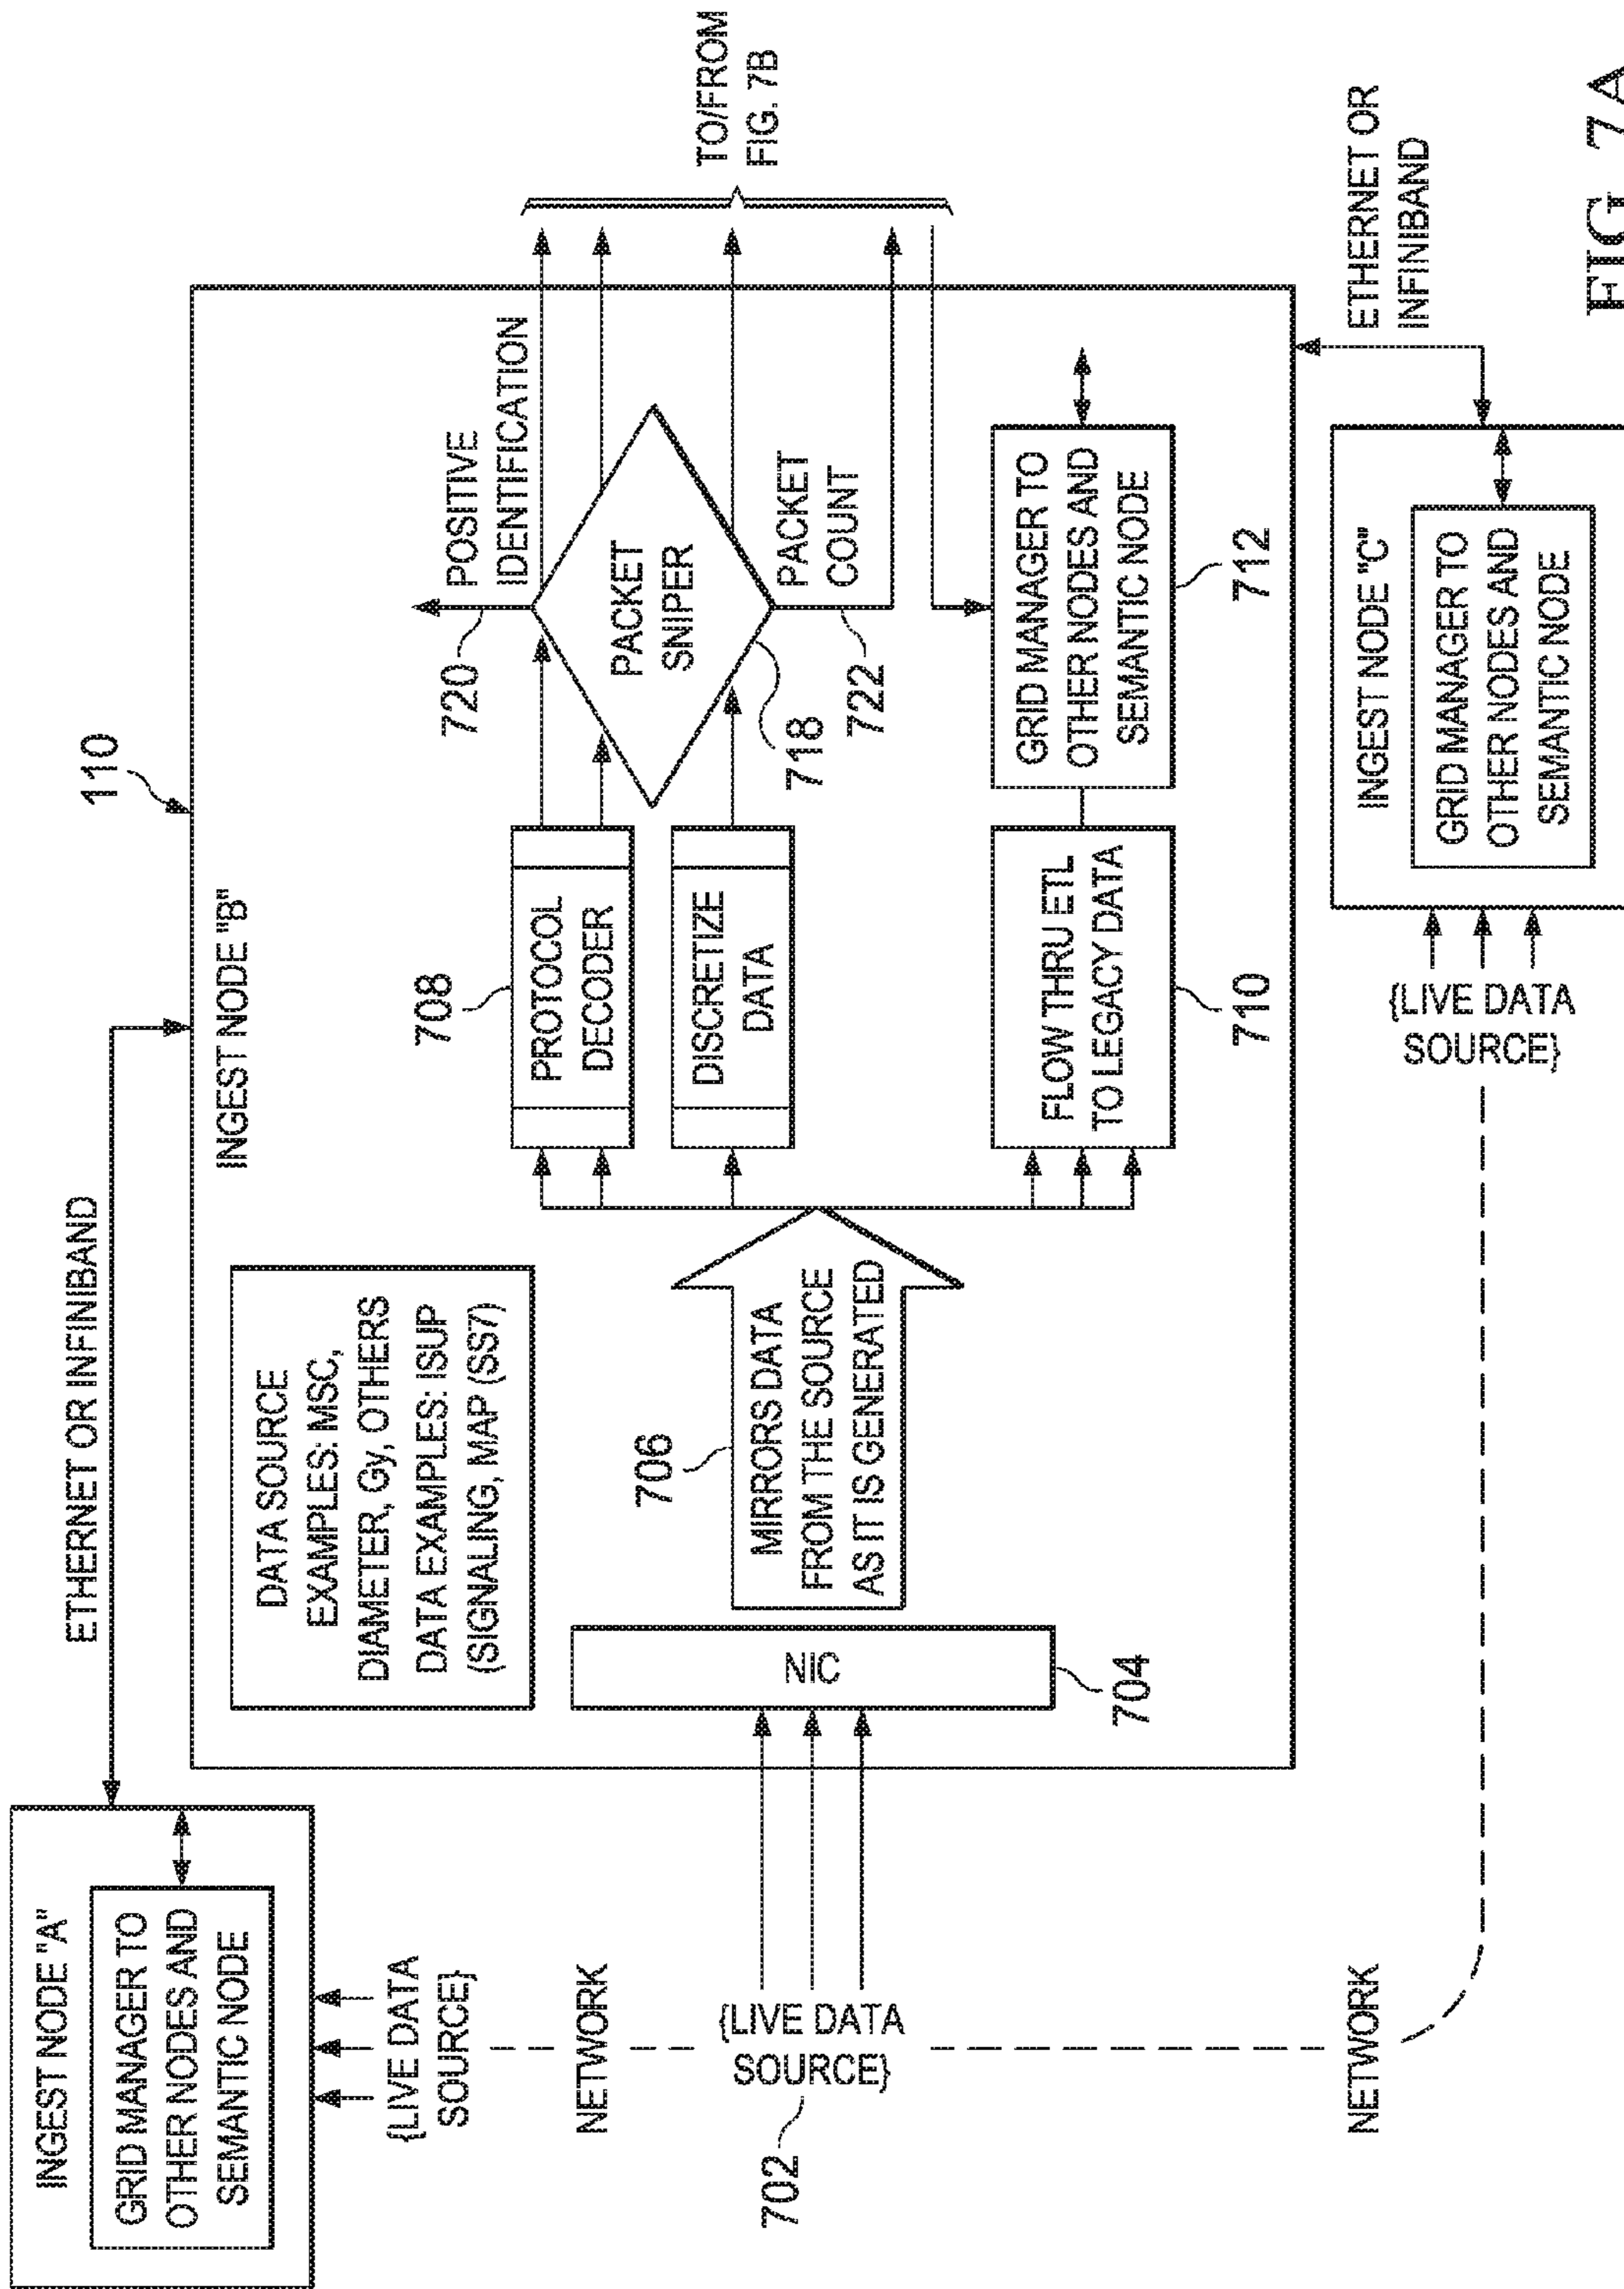 INGEST NODE "A"
GRID MANAGER TO
OTHER NODES AND
SEMANTIC NODE
{LIVE DATA
SOURCE}
ETHERNET OR INFINIBAND
110
INGEST NODE "B"
DATA SOURCE
EXAMPLES: MSC,
DIAMETER, Gy, OTHERS
DATA EXAMPLES: ISUP
(SIGNALING, MAP (SS7)
NETWORK
{LIVE DATA
SOURCE}
702
NIC
704
706
MIRRORS DATA
FROM THE SOURCE
AS IT IS GENERATED
708
PROTOCOL
DECODER
DISCRETIZE
DATA
FLOW THRU ETL
TO LEGACY DATA
710
720
POSITIVE
IDENTIFICATION
PACKET
SNIPER
718
PACKET
COUNT
722
GRID MANAGER TO
OTHER NODES AND
SEMANTIC NODE
712
TO/FROM
FIG. 7B
NETWORK
{LIVE DATA
SOURCE}
INGEST NODE "C"
GRID MANAGER TO
OTHER NODES AND
SEMANTIC NODE
ETHERNET OR
INFINIBAND
FIG. 7A